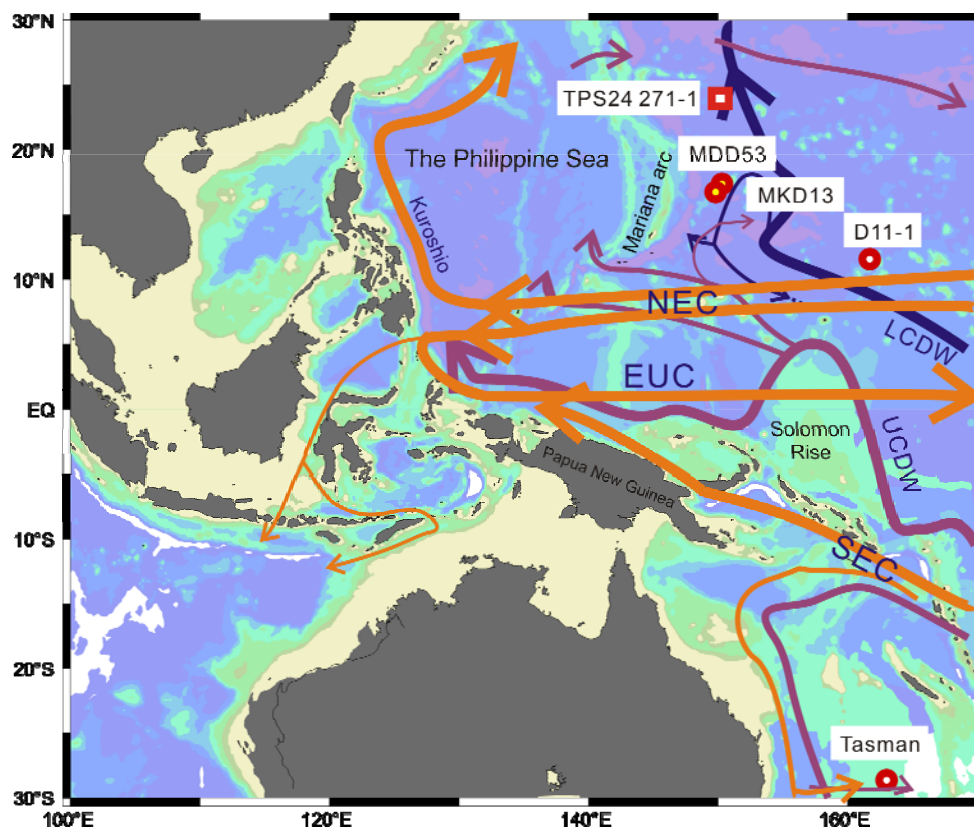 30°N
TPS24 271-1
20°N
The Philippine Sea
MDD53
MKD13
Mariana arc
Kuroshio
D11-1
10°N
NEC
LCDW
EUC
EQ
Solomon
Rise
UCDW
Papua New Guinea
10°S
SEC
20°S
Tasman
30°S
100°E
120°E
140°E
160°E